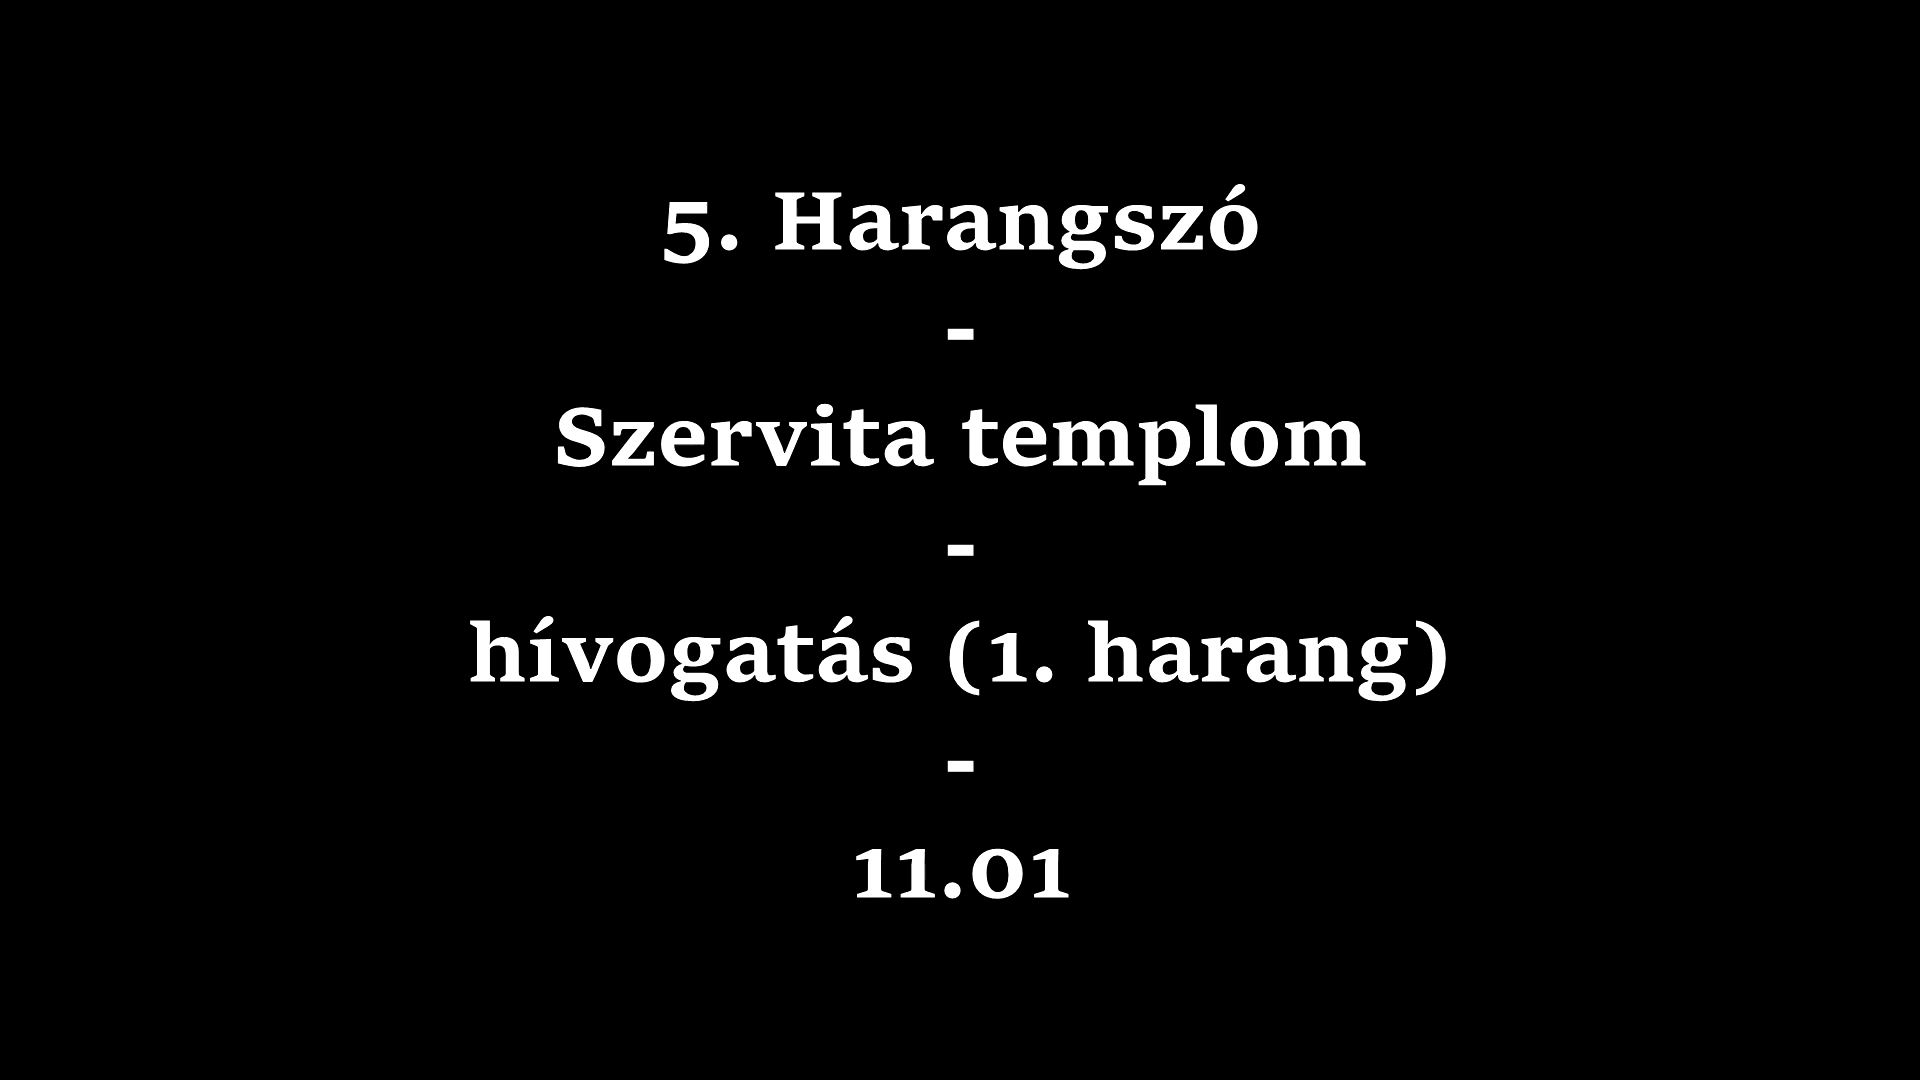 5. Harangszó
-
Szervita templom
-
hívogatás (1. harang)
-
11.01